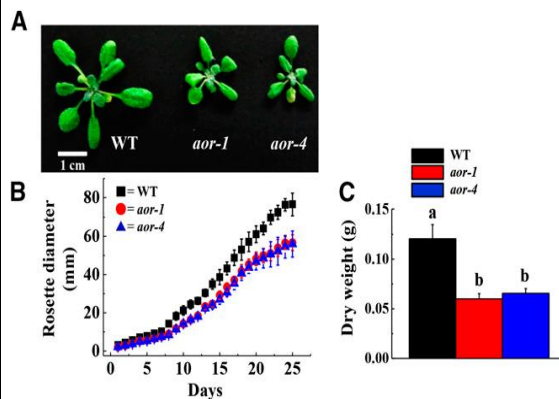 A
WT
aor-1
aor-4
1 cm
B
Rosette diameter
(mm)
80
60
40
20
0
= WT
= aor-1
= aor-4
0
5
10
15
20
25
Days
C
WT
aor-1
aor-4
Dry weight (g)
0.15
0.10
0.05
0.00
a
b
b